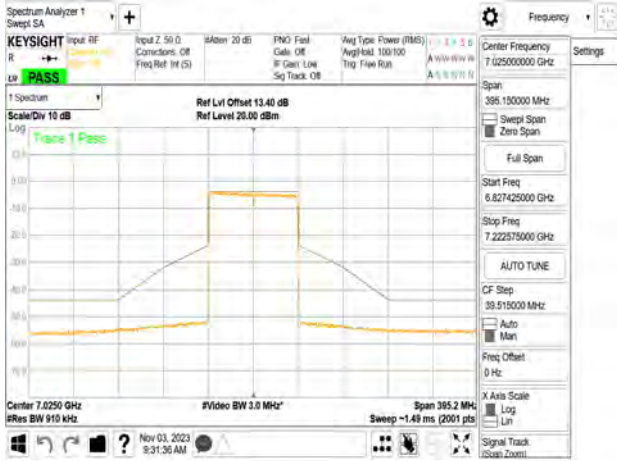 Spectrum Analyzer 1
Swept SA
Frequency
KEYSIGHT
Input: RF
Input Z: 50 Ω
#Atten: 20 dB
PNO: Fast
Avg Type: Power (RMS)
Corrections: Off
Gate: Off
Avg|Hold: 100/100
R
Freq Ref: Int (S)
IF Gain: Low
Trig: Free Run
Sig Track: Off
PASS
Center Frequency
7.025000000 GHz
Settings
Span
395.150000 MHz
Swept Span
Zero Span
Full Span
Start Freq
6.827425000 GHz
Stop Freq
7.222575000 GHz
AUTO TUNE
CF Step
39.515000 MHz
Auto
Man
Freq Offset
0 Hz
X Axis Scale
Log
Lin
Signal Track
(Span Zoom)
1 Spectrum
Scale/Div 10 dB
Ref Lvl Offset 13.40 dB
Ref Level 20.00 dBm
Log
Trace 1 Pass
Center 7.0250 GHz
#Video BW 3.0 MHz*
Span 395.2 MHz
#Res BW 910 kHz
Sweep ~1.49 ms (2001 pts
Nov 03, 2023
9:31:36 AM